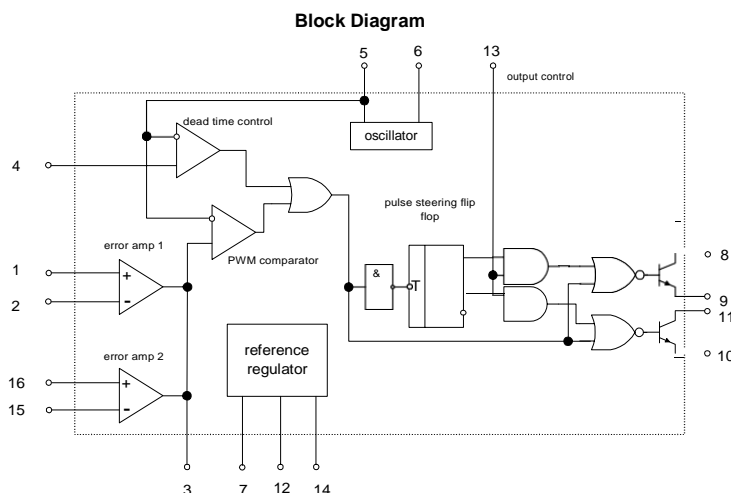 Block Diagram
5
6
13
output control
dead time control
oscillator
4
pulse steering flip
flop
error amp 1
PWM comparator
8
1
+
&
T
2
-
9
11
error amp 2
reference
regulator
10
16
+
15
-
3
7
12
14